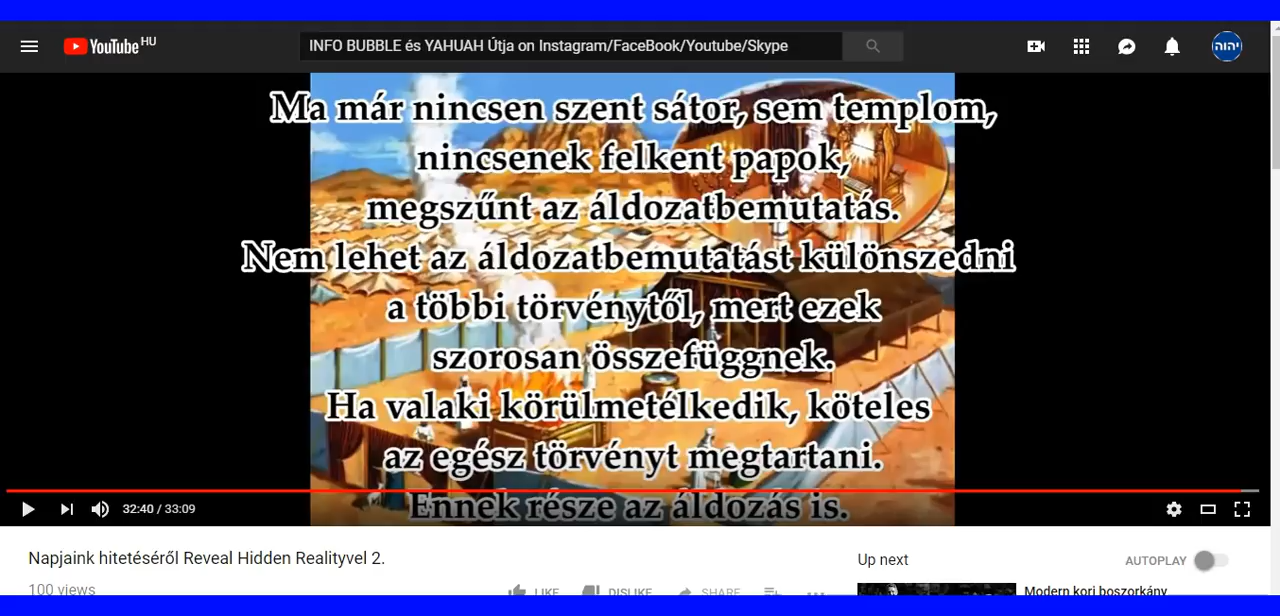 YouTube HU
INFO BUBBLE és YAHUAH Útja on Instagram/FaceBook/Youtube/Skype
יהוה
Ma már nincsen szent sátor, sem templom,
nincsenek felkent papok,
megszűnt az áldozatbemutatás.
Nem lehet az áldozatbemutatást különszedni
a többi törvénytől, mert ezek
szorosan összefüggnek.
Ha valaki körülmetélkedik, köteles
az egész törvényt megtartani.
Ennek része az áldozás is.
32:40 / 33:09
Napjaink hitetéséről Reveal Hidden Realityvel 2.
Up next
AUTOPLAY
100 views
LIKE
DISLIKE
SHARE
Modern kori boszorkány